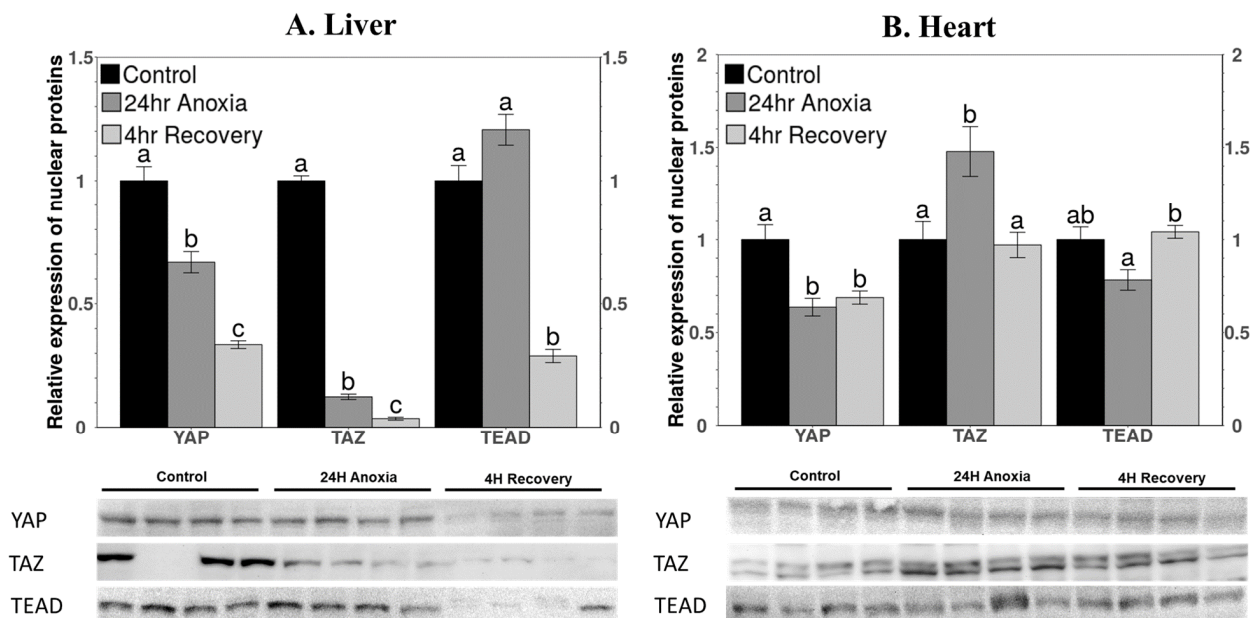 A. Liver
Relative expression of nuclear proteins
1.5
1
0.5
0
1.5
1
0.5
0
Control
24hr Anoxia
4hr Recovery
a
b
c
a
b
c
a
a
b
YAP
TAZ
TEAD
Control
24H Anoxia
4H Recovery
YAP
TAZ
TEAD
B. Heart
Relative expression of nuclear proteins
2
1.5
1
0.5
0
2
1.5
1
0.5
0
Control
24hr Anoxia
4hr Recovery
a
b
b
a
b
a
ab
a
b
YAP
TAZ
TEAD
Control
24H Anoxia
4H Recovery
YAP
TAZ
TEAD